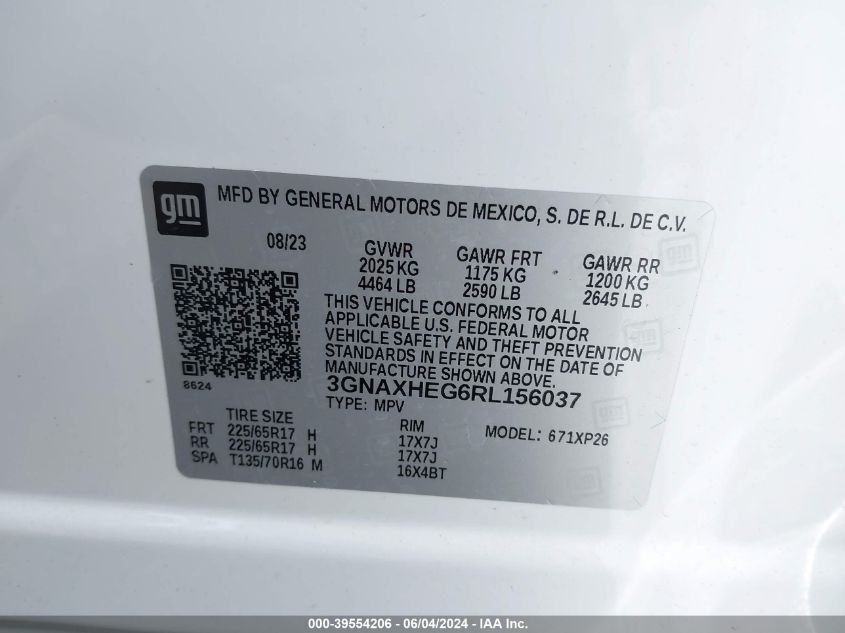 gm
MFD BY GENERAL MOTORS DE MEXICO, S. DE R.L. DE C.V.
08/23
GVWR GAWR FRT GAWR RR
2025 KG 1175 KG 1200 KG
4464 LB 2590 LB 2645 LB
THIS VEHICLE CONFORMS TO ALL
APPLICABLE U.S. FEDERAL MOTOR
VEHICLE SAFETY AND THEFT PREVENTION
STANDARDS IN EFFECT ON THE DATE OF
MANUFACTURE SHOWN ABOVE.
8624
3GNAXHEG6RL156037
TYPE: MPV
TIRE SIZE RIM MODEL: 671XP26
FRT 225/65R17 H 17X7J
RR 225/65R17 H 17X7J
SPA T135/70R16 M 16X4BT
000-39554206 - 06/04/2024 - IAA Inc.